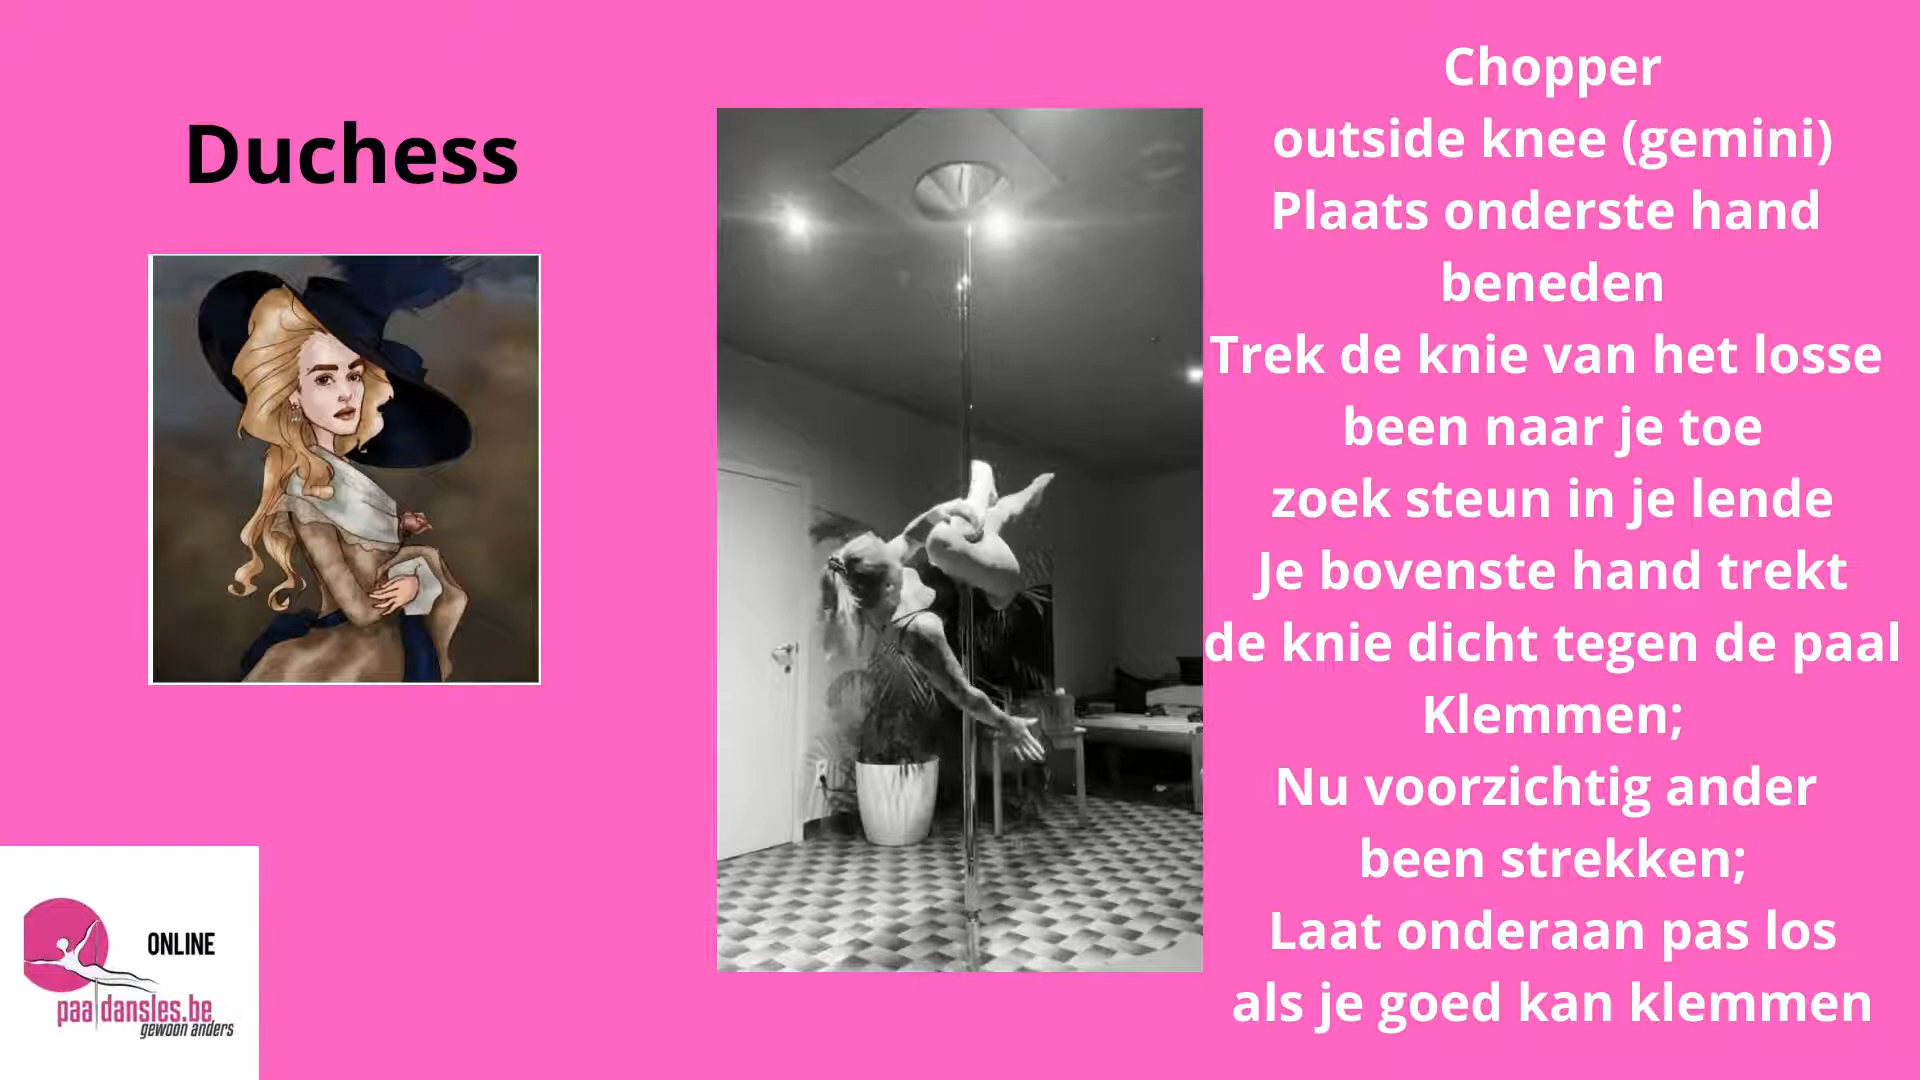 Duchess
Chopper
outside knee (gemini)
Plaats onderste hand
beneden
Trek de knie van het losse
been naar je toe
zoek steun in je lende
Je bovenste hand trekt
de knie dicht tegen de paal
Klemmen;
Nu voorzichtig ander
been strekken;
Laat onderaan pas los
als je goed kan klemmen
ONLINE
paaldansles.be
gewoon anders